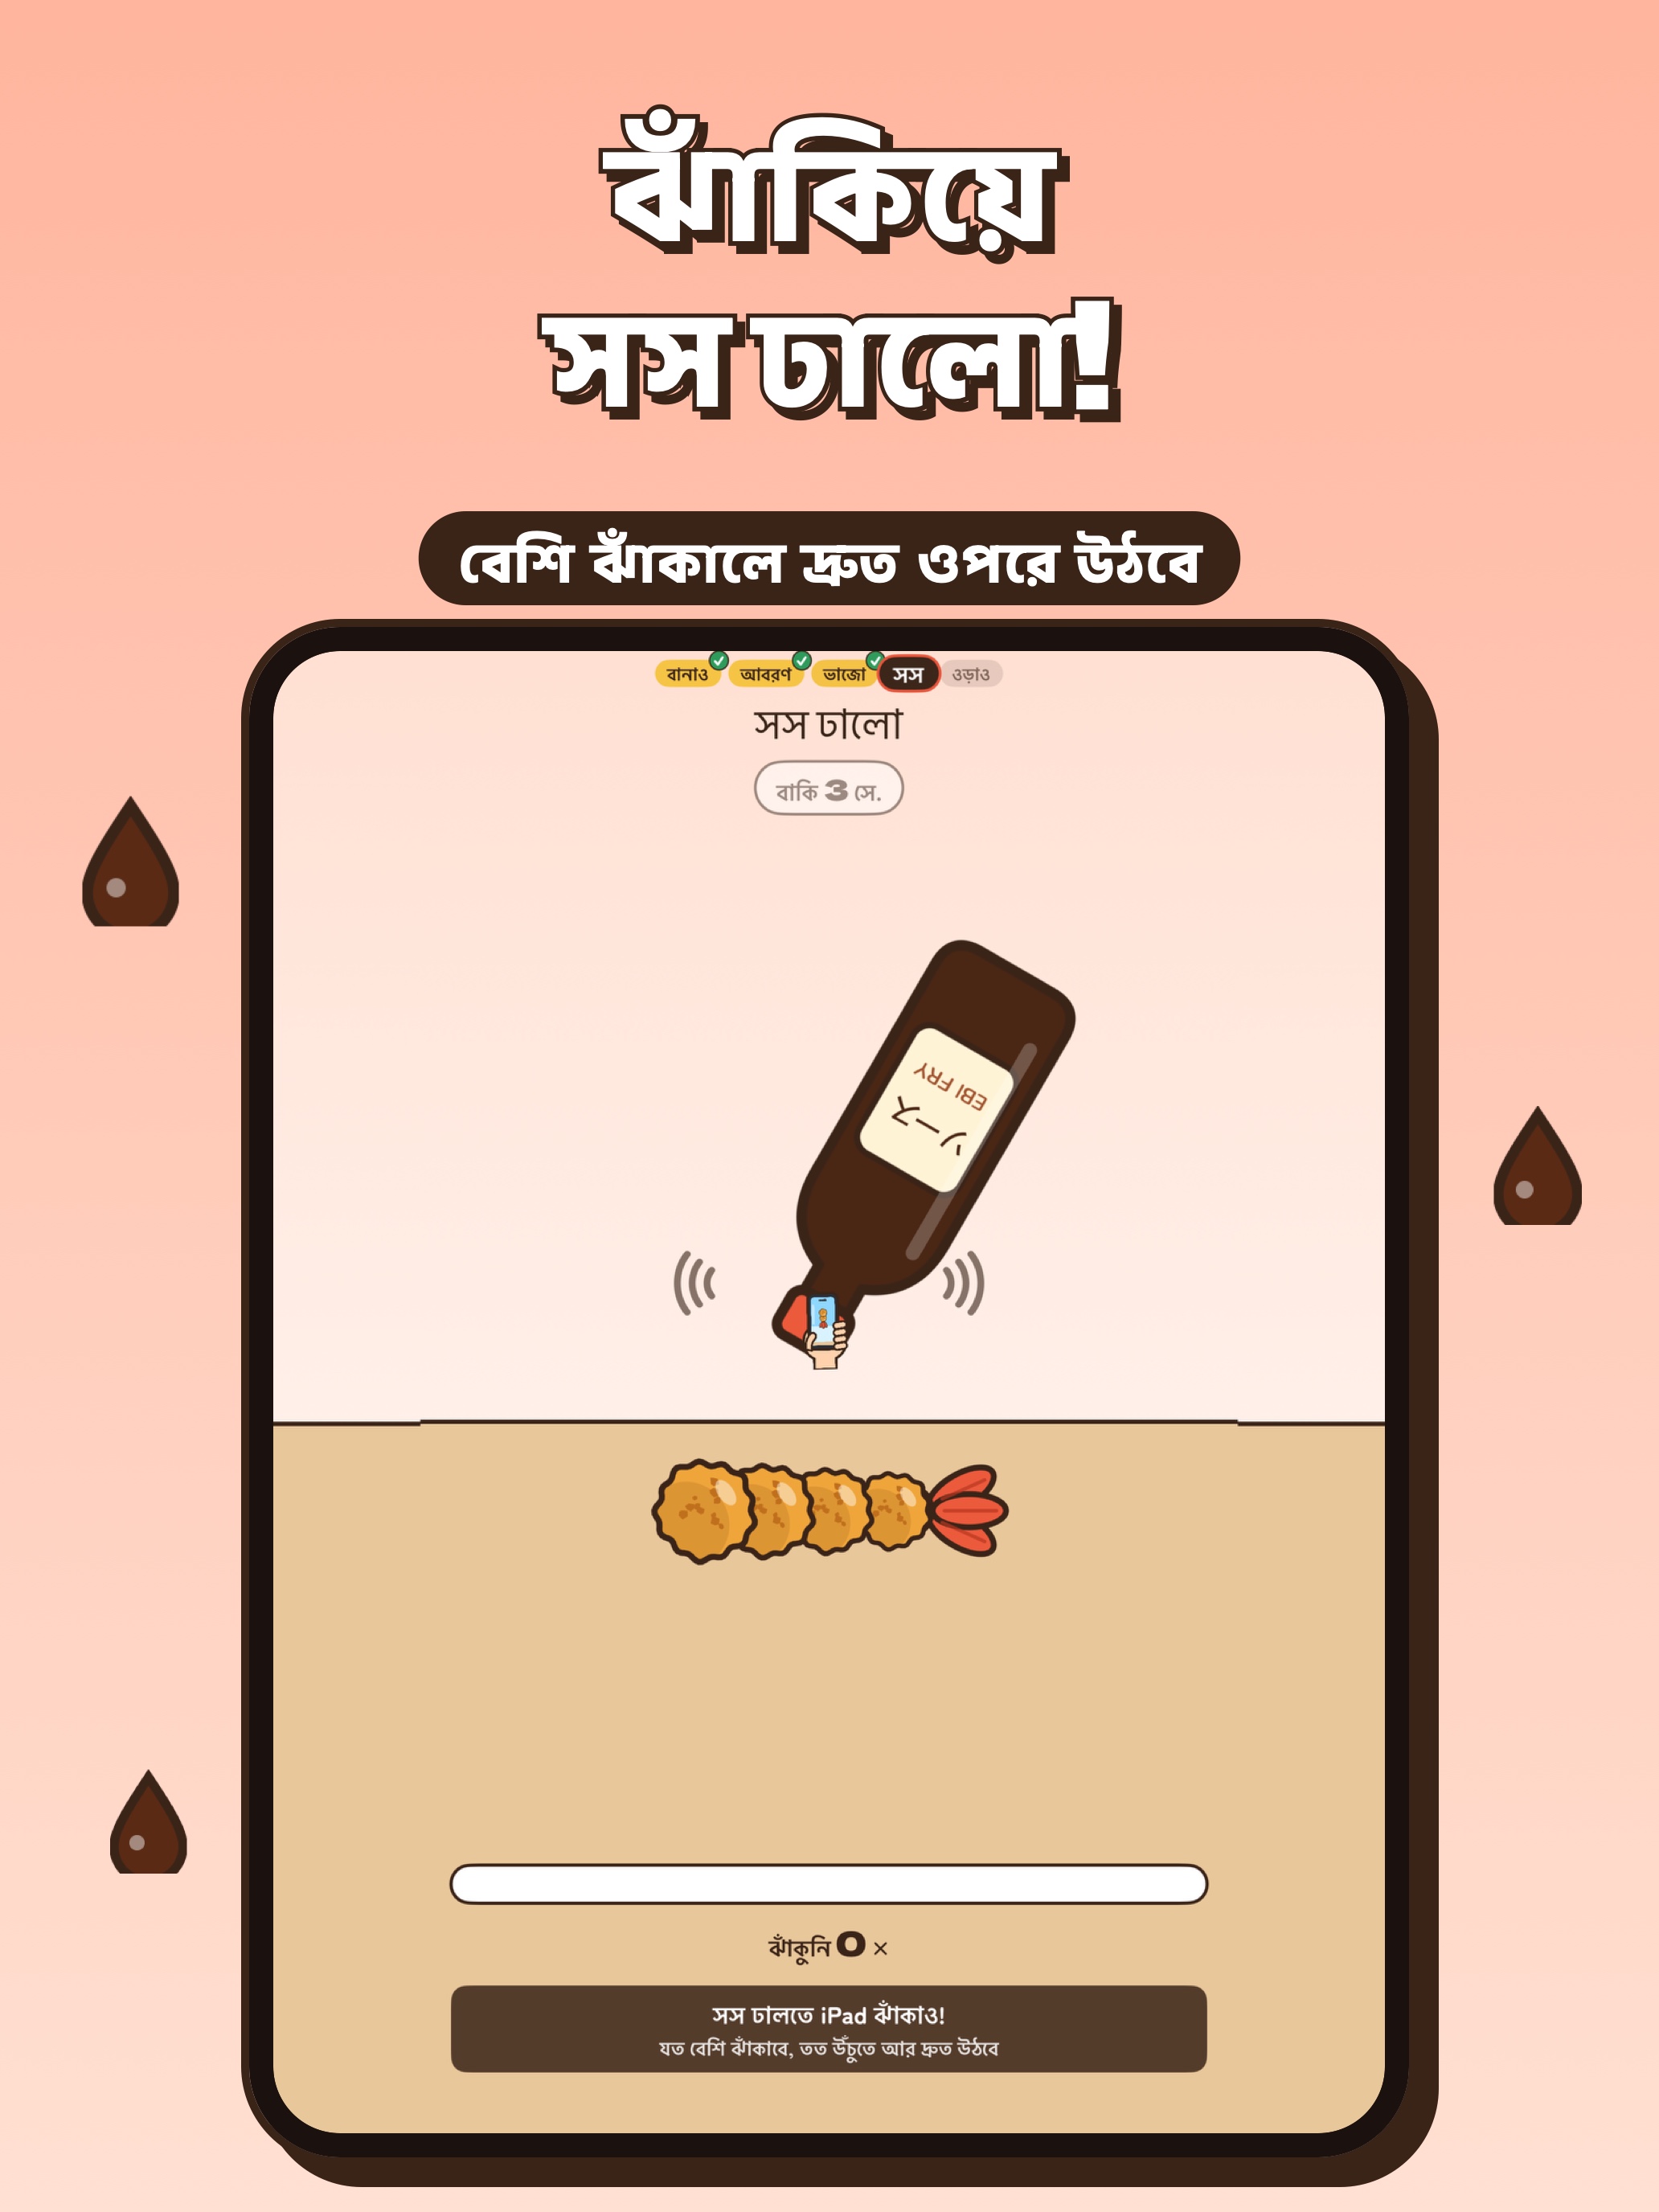 ঝাঁকিয়ে
সস ঢালো!
বেশি ঝাঁকালে দ্রুত ওপরে উঠবে
বানাও আবরণ ভাজো সস ওড়াও
সস ঢালো
বাকি 3 সে.
EBI FRY
ソース
ঝাঁকুনি 0 ×
সস ঢালতে iPad ঝাঁকাও!
যত বেশি ঝাঁকাবে, তত উঁচুতে আর দ্রুত উঠবে